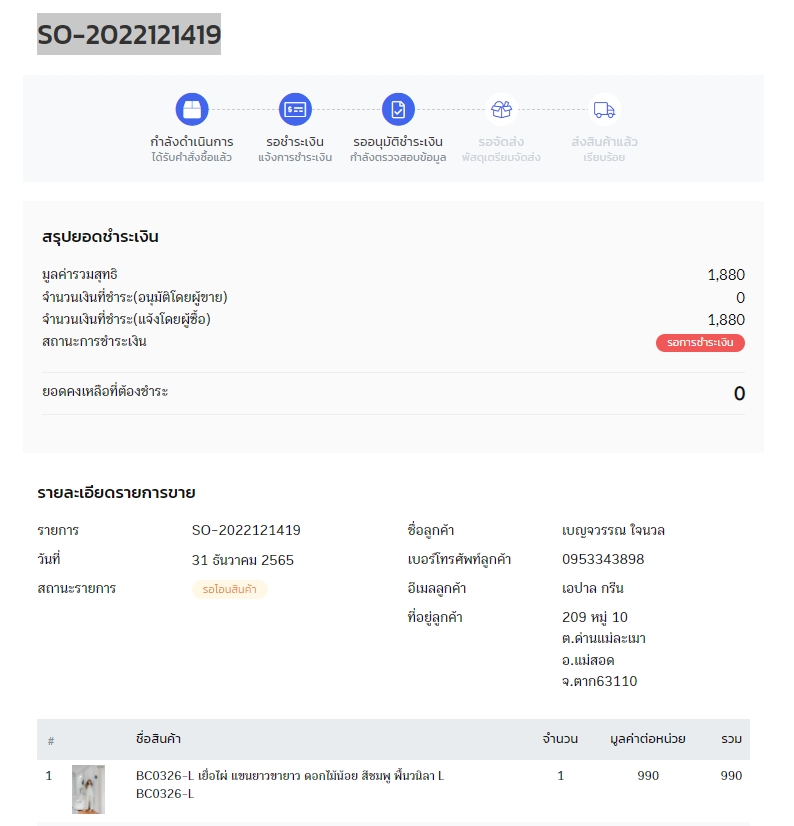 SO-2022121419
กำลังดำเนินการ รอชำระเงิน รออนุมัติชำระเงิน รอจัดส่ง ส่งสินค้าแล้ว
ได้รับคำสั่งซื้อแล้ว แจ้งการชำระเงิน กำลังตรวจสอบข้อมูล พัสดุเตรียมจัดส่ง เรียบร้อย
สรุปยอดชำระเงิน
มูลค่ารวมสุทธิ 1,880
จำนวนเงินที่ชำระ(อนุมัติโดยผู้ขาย) 0
จำนวนเงินที่ชำระ(แจ้งโดยผู้ซื้อ) 1,880
สถานะการชำระเงิน รอการชำระเงิน
ยอดคงเหลือที่ต้องชำระ 0
รายละเอียดรายการขาย
รายการ SO-2022121419 ชื่อลูกค้า เบญจวรรณ ใจนวล
วันที่ 31 ธันวาคม 2565 เบอร์โทรศัพท์ลูกค้า 0953343898
สถานะรายการ รอโอนสินค้า อีเมลลูกค้า เอปาล กรีน
ที่อยู่ลูกค้า 209 หมู่ 10
ต.ด่านแม่ละเมา
อ.แม่สอด
จ.ตาก63110
# ชื่อสินค้า จำนวน มูลค่าต่อหน่วย รวม
1 BC0326-L เยื่อไผ่ แขนยาวขายาว ดอกไม้น้อย สีชมพู พื้นวนิลา L 1 990 990
BC0326-L